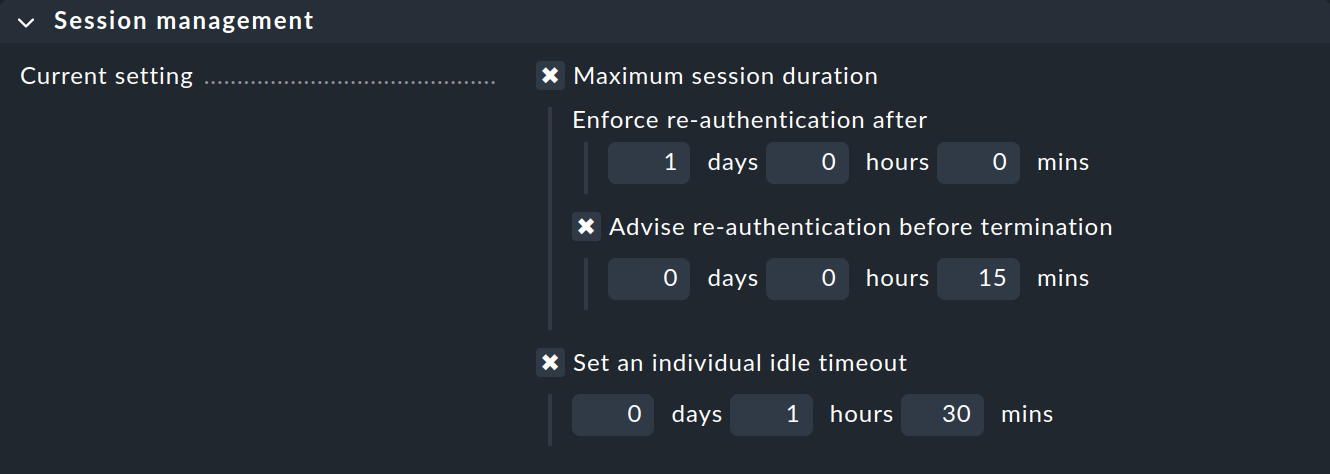 Session management
Current setting Maximum session duration
Enforce re-authentication after
1 days 0 hours 0 mins
Advise re-authentication before termination
0 days 0 hours 15 mins
Set an individual idle timeout
0 days 1 hours 30 mins